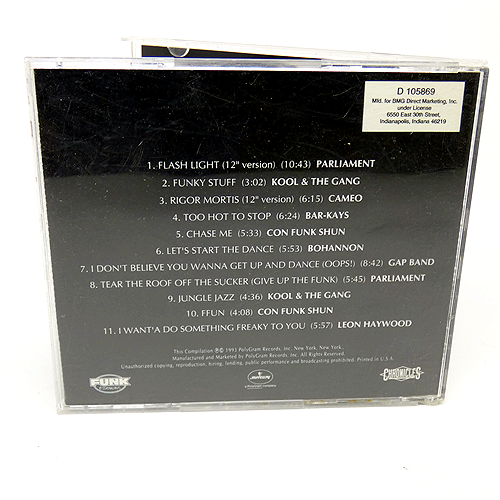 D 105869
Mfd. for BMG Direct Marketing, Inc.
under License
6550 East 30th Street,
Indianapolis, Indiana 46219
1. FLASH LIGHT (12" version) (10:43) PARLIAMENT
2. FUNKY STUFF (3:02) KOOL & THE GANG
3. RIGOR MORTIS (12" version) (6:15) CAMEO
4. TOO HOT TO STOP (6:24) BAR-KAYS
5. CHASE ME (5:33) CON FUNK SHUN
6. LET'S START THE DANCE (5:53) BOHANNON
7. I DON'T BELIEVE YOU WANNA GET UP AND DANCE (OOPS!) (8:42) GAP BAND
8. TEAR THE ROOF OFF THE SUCKER (GIVE UP THE FUNK) (5:45) PARLIAMENT
9. JUNGLE JAZZ (4:36) KOOL & THE GANG
10. FFUN (4:08) CON FUNK SHUN
11. I WANT'A DO SOMETHING FREAKY TO YOU (5:57) LEON HAYWOOD
This Compilation ℗© 1993 PolyGram Records, Inc. New York, New York.
Manufactured and Marketed by PolyGram Records, Inc. All Rights Reserved.
Unauthorized copying, reproduction, hiring, lending, public performance and broadcasting prohibited. Printed in U.S.A.
FUNK
CHRONICLES